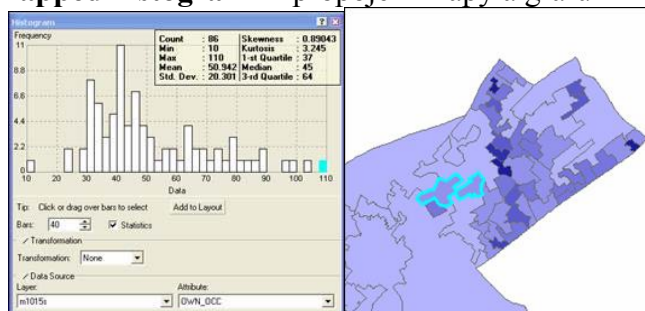 Histogram
Frequency
11
8.8
6.6
4.4
2.2
0
10 20 30 40 50 60 70 80 90 100 110
Data
Count : 86 Skewness : 0.89043
Min : 10 Kurtosis : 3.245
Max : 110 1-st Quartile : 37
Mean : 50.942 Median : 45
Std. Dev. : 20.301 3-rd Quartile : 64
Tip: Click or drag over bars to select Add to Layout
Bars: 40 Statistics
Transformation
Transformation: None
Data Source
Layer: Attribute:
m1015s OWN_OCC